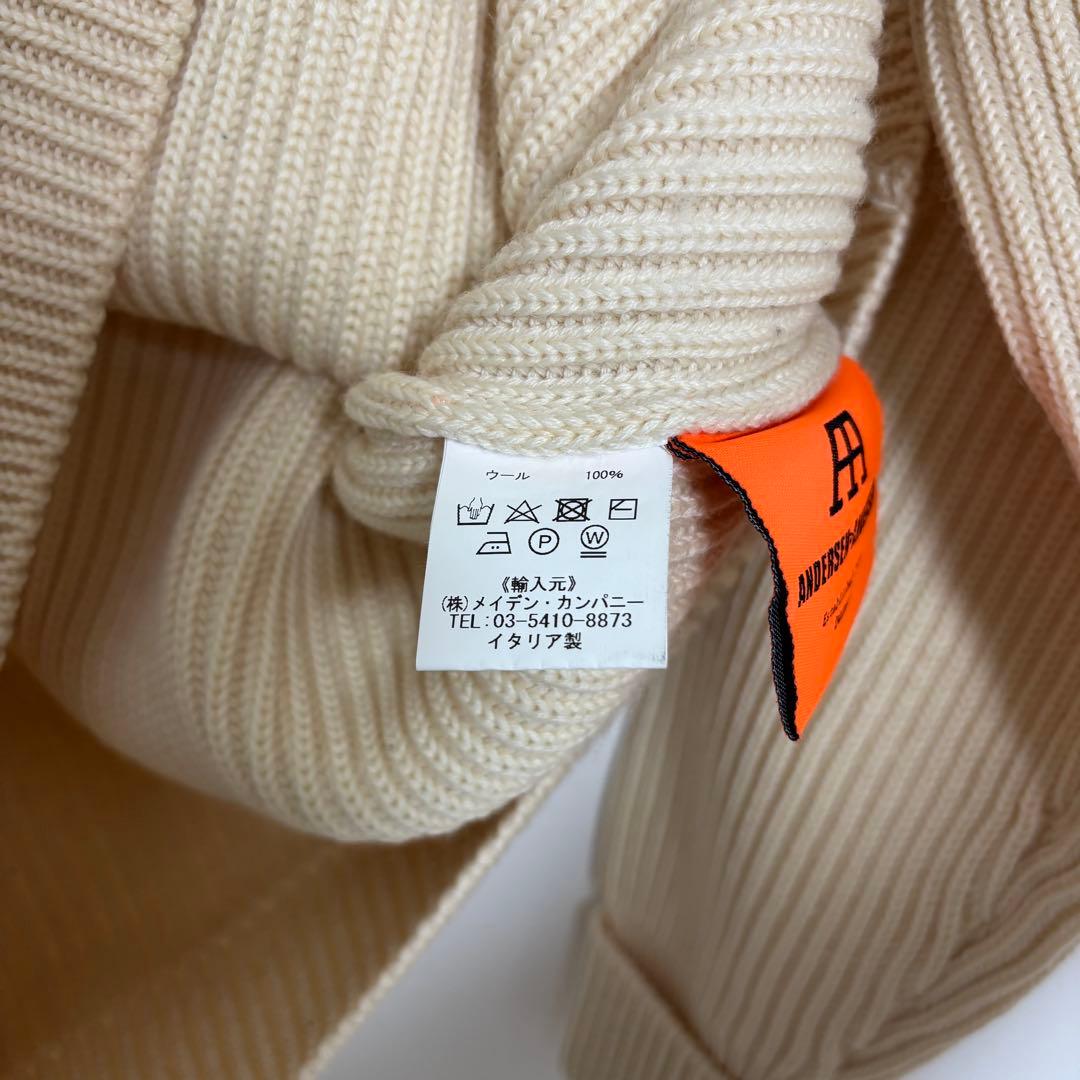 ウール 100%
P W
《輸入元》
(株)メイデン・カンパニー
TEL:03-5410-8873
イタリア製
ANDERSEN-